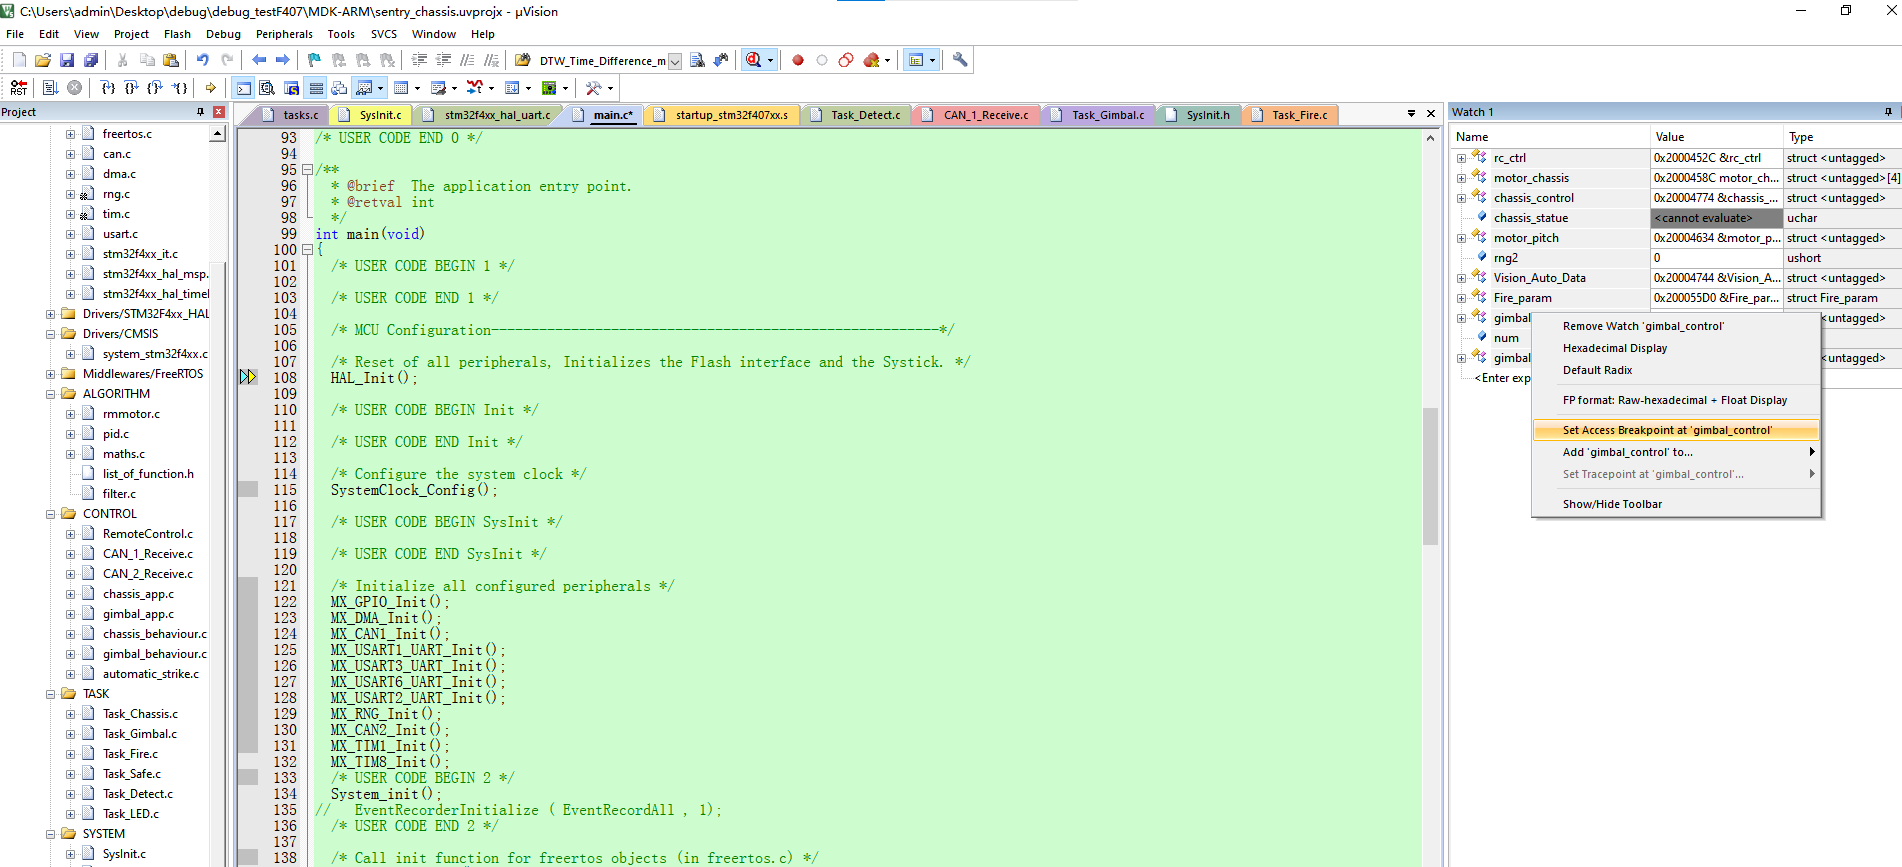 C:\Users\admin\Desktop\debug\debug_testF407\MDK-ARM\sentry_chassis.uvprojx - µVision
File Edit View Project Flash Debug Peripherals Tools SVCS Window Help
DTW_Time_Difference_m
RST
Project
freertos.c
can.c
dma.c
rng.c
tim.c
usart.c
stm32f4xx_it.c
stm32f4xx_hal_msp.
stm32f4xx_hal_timel
Drivers/STM32F4xx_HAL
Drivers/CMSIS
system_stm32f4xx.c
Middlewares/FreeRTOS
ALGORITHM
rmmotor.c
pid.c
maths.c
list_of_function.h
filter.c
CONTROL
RemoteControl.c
CAN_1_Receive.c
CAN_2_Receive.c
chassis_app.c
gimbal_app.c
chassis_behaviour.c
gimbal_behaviour.c
automatic_strike.c
TASK
Task_Chassis.c
Task_Gimbal.c
Task_Fire.c
Task_Safe.c
Task_Detect.c
Task_LED.c
SYSTEM
SysInit.c
tasks.c SysInit.c stm32f4xx_hal_uart.c main.c* startup_stm32f407xx.s Task_Detect.c CAN_1_Receive.c Task_Gimbal.c SysInit.h Task_Fire.c
93 /* USER CODE END 0 */
94
95 /**
96 * @brief The application entry point.
97 * @retval int
98 */
99 int main(void)
100 {
101 /* USER CODE BEGIN 1 */
102
103 /* USER CODE END 1 */
104
105 /* MCU Configuration--------------------------------------------------------*/
106
107 /* Reset of all peripherals, Initializes the Flash interface and the Systick. */
108 HAL_Init();
109
110 /* USER CODE BEGIN Init */
111
112 /* USER CODE END Init */
113
114 /* Configure the system clock */
115 SystemClock_Config();
116
117 /* USER CODE BEGIN SysInit */
118
119 /* USER CODE END SysInit */
120
121 /* Initialize all configured peripherals */
122 MX_GPIO_Init();
123 MX_DMA_Init();
124 MX_CAN1_Init();
125 MX_USART1_UART_Init();
126 MX_USART3_UART_Init();
127 MX_USART6_UART_Init();
128 MX_USART2_UART_Init();
129 MX_RNG_Init();
130 MX_CAN2_Init();
131 MX_TIM1_Init();
132 MX_TIM8_Init();
133 /* USER CODE BEGIN 2 */
134 System_init();
135 // EventRecorderInitialize ( EventRecordAll , 1);
136 /* USER CODE END 2 */
137
138 /* Call init function for freertos objects (in freertos.c) */
Watch 1
Name Value Type
rc_ctrl 0x2000452C &rc_ctrl struct <untagged>
motor_chassis 0x2000458C motor_ch... struct <untagged>[4]
chassis_control 0x20004774 &chassis_... struct <untagged>
chassis_statue <cannot evaluate> uchar
motor_pitch 0x20004634 &motor_p... struct <untagged>
rng2 0 ushort
Vision_Auto_Data 0x20004744 &Vision_A... struct <untagged>
Fire_param 0x200055D0 &Fire_par... struct Fire_param
gimbal <untagged>
num
gimbal <untagged>
<Enter exp
Remove Watch 'gimbal_control'
Hexadecimal Display
Default Radix
FP format: Raw-hexadecimal + Float Display
Set Access Breakpoint at 'gimbal_control'
Add 'gimbal_control' to...
Set Tracepoint at 'gimbal_control'...
Show/Hide Toolbar